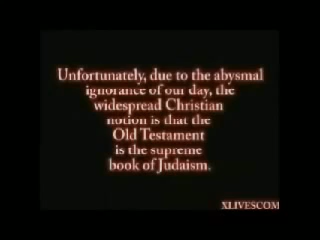 Unfortunately, due to the abysmal
ignorance of our day, the
widespread Christian
notion is that the
Old Testament
is the supreme
book of Judaism.
XLIVESCOM